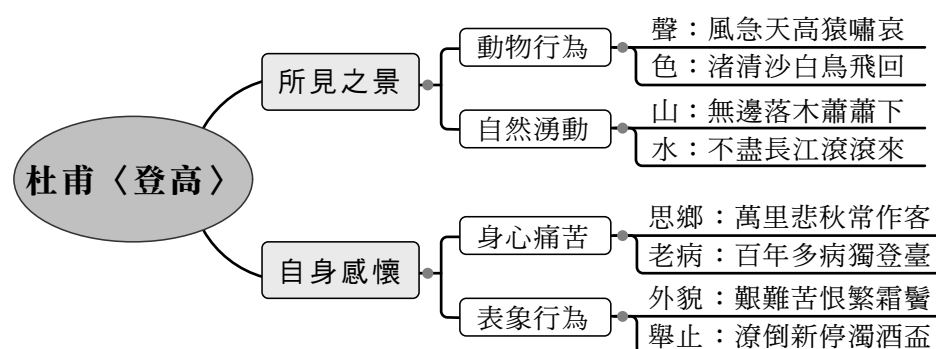 杜甫〈登高〉
所見之景
動物行為
聲：風急天高猿嘯哀
色：渚清沙白鳥飛回
自然湧動
山：無邊落木蕭蕭下
水：不盡長江滾滾來
自身感懷
身心痛苦
思鄉：萬里悲秋常作客
老病：百年多病獨登臺
表象行為
外貌：艱難苦恨繁霜鬢
舉止：潦倒新停濁酒盃